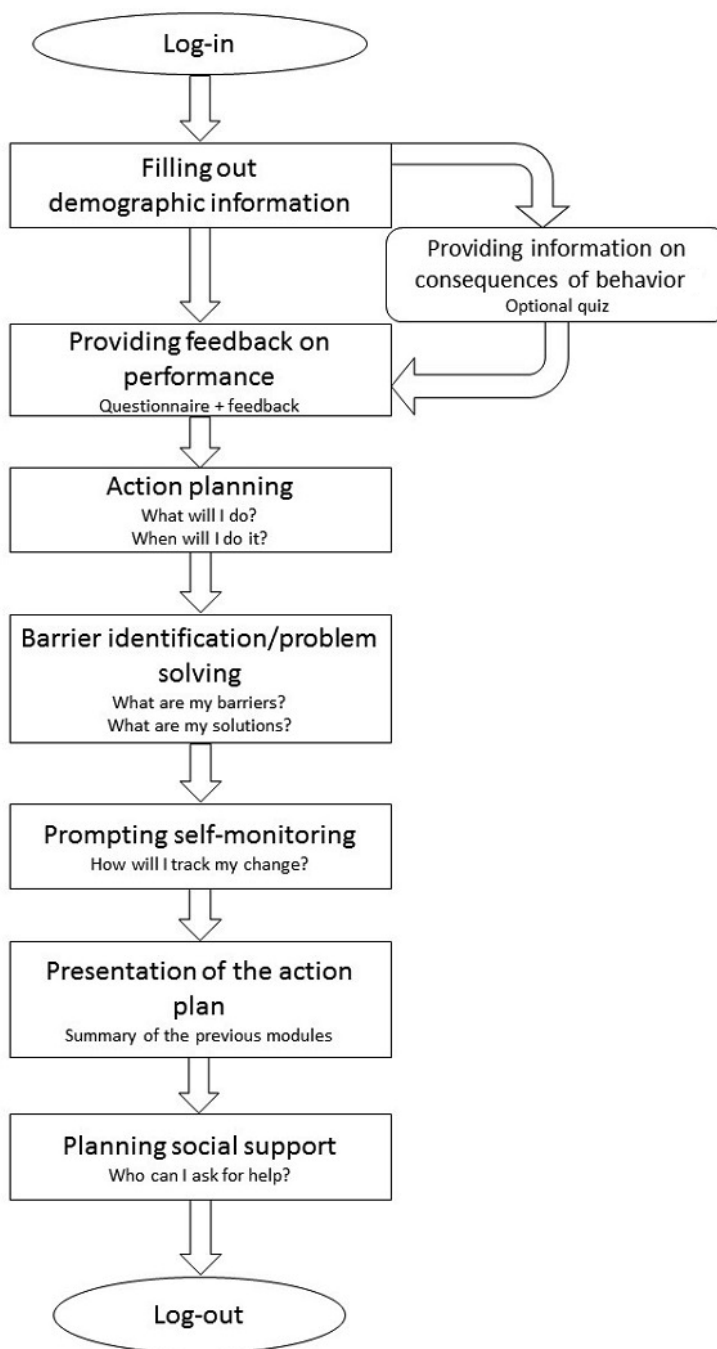 Log-in
Filling out
demographic information
Providing information on
consequences of behavior
Optional quiz
Providing feedback on
performance
Questionnaire + feedback
Action planning
What will I do?
When will I do it?
Barrier identification/problem
solving
What are my barriers?
What are my solutions?
Prompting self-monitoring
How will I track my change?
Presentation of the action
plan
Summary of the previous modules
Planning social support
Who can I ask for help?
Log-out